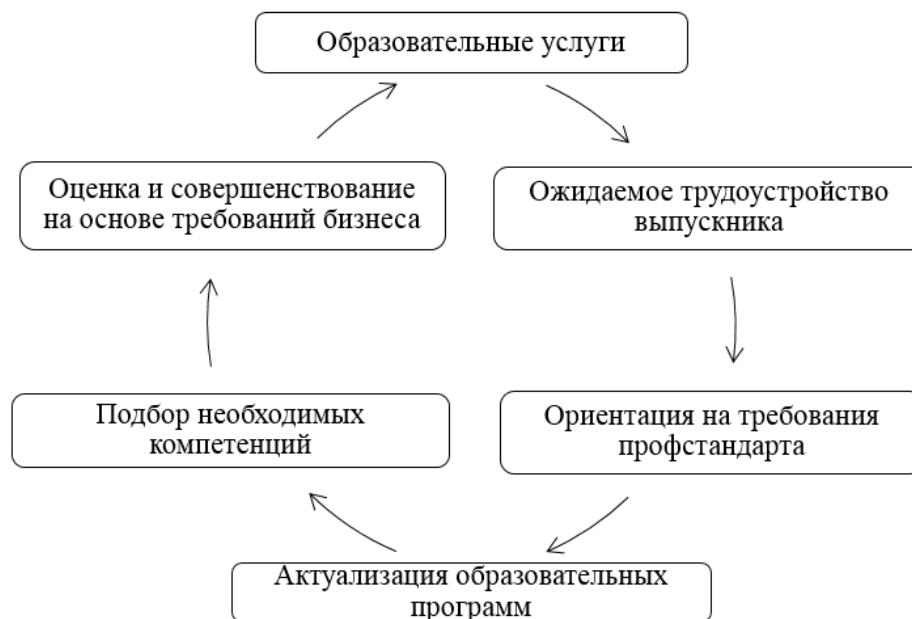 Образовательные услуги
Оценка и совершенствование
на основе требований бизнеса
Ожидаемое трудоустройство
выпускника
Подбор необходимых
компетенций
Ориентация на требования
профстандарта
Актуализация образовательных
программ